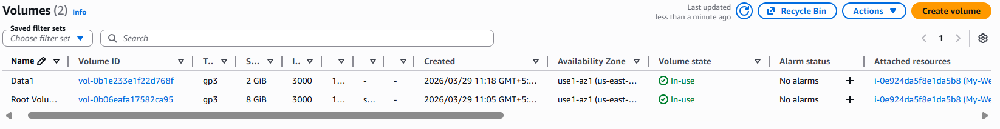 Volumes (2) Info
Last updated
less than a minute ago
Recycle Bin
Actions
Create volume
Saved filter sets
Choose filter set
Search
1
Name Volume ID T… S… I… Created Availability Zone Volume state Alarm status Attached resources
Data1 vol-0b1e233e1f22d768f gp3 2 GiB 3000 1… - - 2026/03/29 11:18 GMT+5:… use1-az1 (us-east-… In-use No alarms i-0e924da5f8e1da5b8 (My-We
Root Volu… vol-0b06eafa17582ca95 gp3 8 GiB 3000 1… s… - 2026/03/29 11:05 GMT+5:… use1-az1 (us-east-… In-use No alarms i-0e924da5f8e1da5b8 (My-We